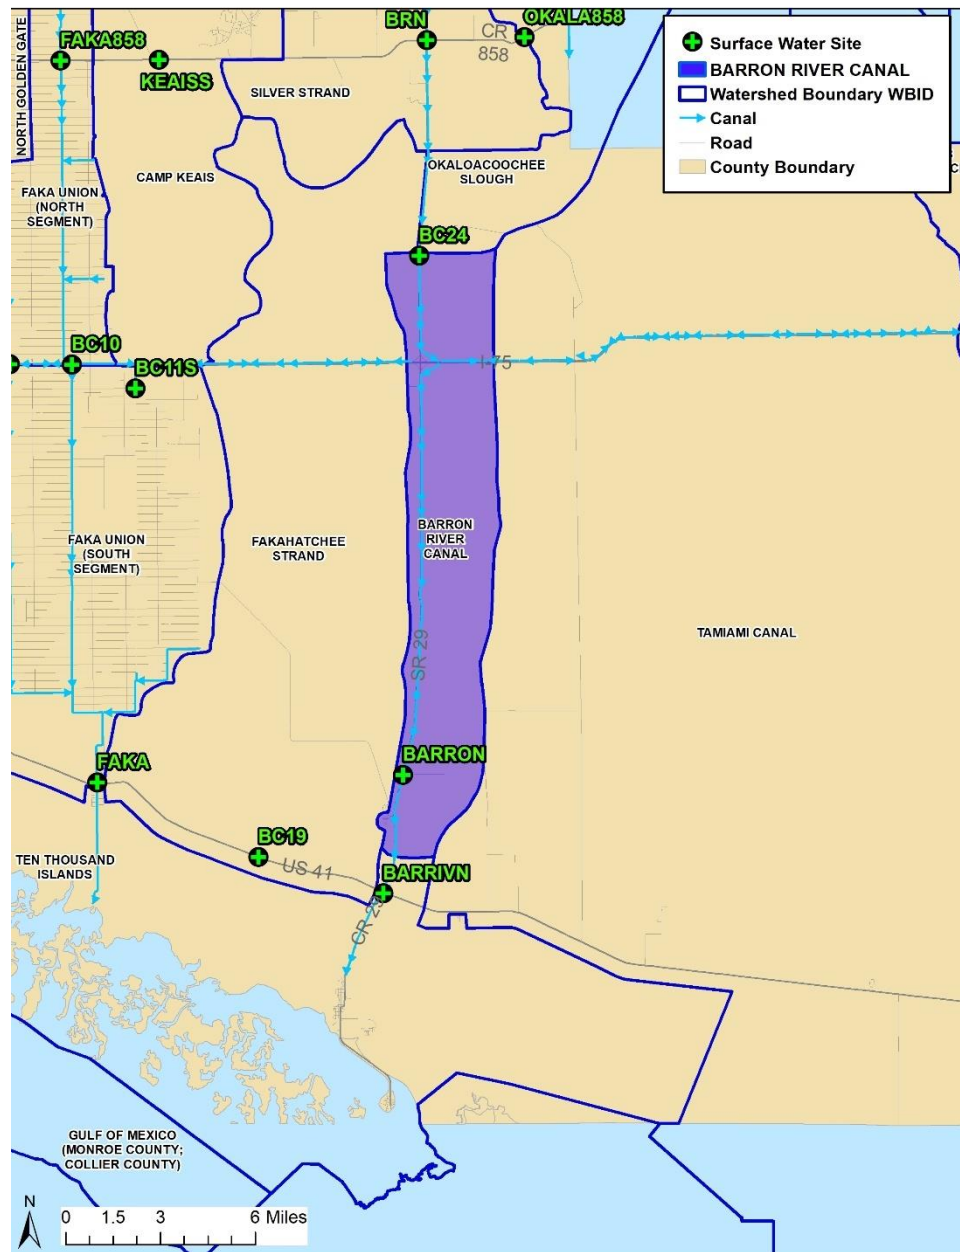 FAKA858
KEAISS
BRN
OKALA858
CR
858
NORTH GOLDEN GATE
SILVER STRAND
CAMP KEAIS
OKALOACOOCHEE
SLOUGH
FAKA UNION
(NORTH
SEGMENT)
Surface Water Site
BARRON RIVER CANAL
Watershed Boundary WBID
Canal
Road
County Boundary
BC24
BC10
BC11S
I-75
FAKA UNION
(SOUTH
SEGMENT)
FAKAHATCHEE
STRAND
BARRON
RIVER
CANAL
TAMIAMI CANAL
SR 29
BARRON
FAKA
BC19
US 41
BARRIVN
CR 29
TEN THOUSAND
ISLANDS
GULF OF MEXICO
(MONROE COUNTY;
COLLIER COUNTY)
N
0 1.5 3 6 Miles